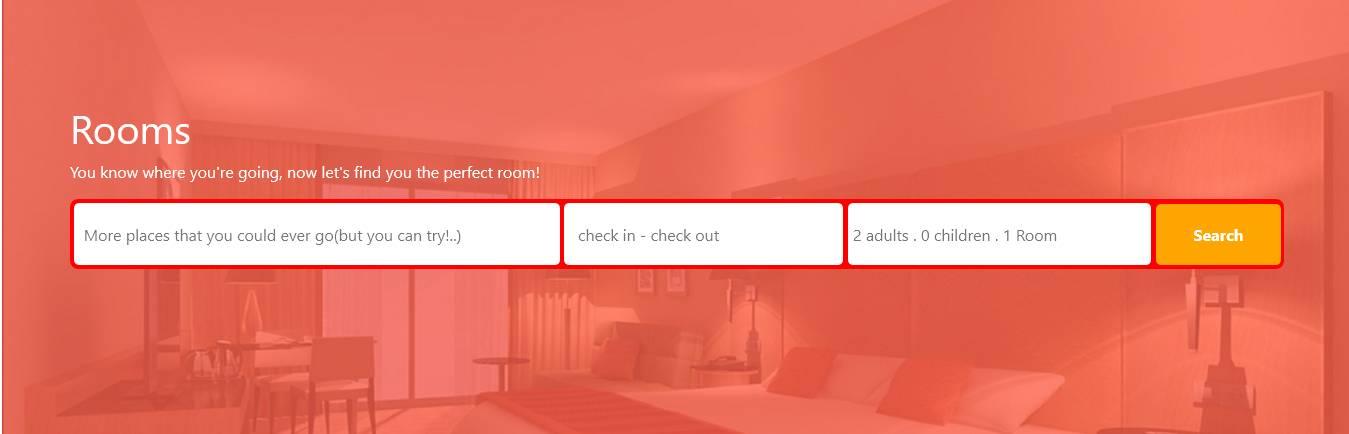 Rooms
You know where you're going, now let's find you the perfect room!
More places that you could ever go(but you can try!..)
check in - check out
2 adults . 0 children . 1 Room
Search